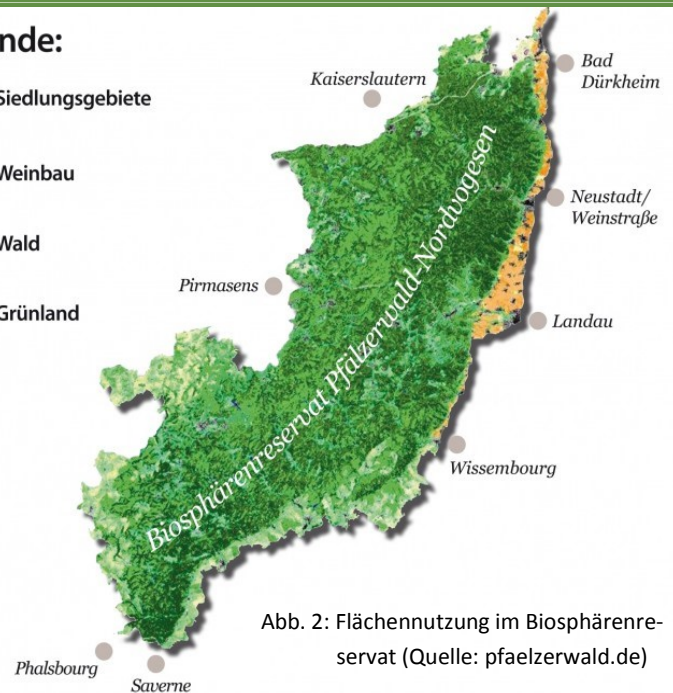 nde:
Siedlungsgebiete
Weinbau
Wald
Grünland
Kaiserslautern
Bad
Dürkheim
Neustadt/
Weinstraße
Pirmasens
Landau
Biosphärenreservat Pfälzerwald-Nordvogesen
Wissembourg
Phalsbourg
Saverne
Abb. 2: Flächennutzung im Biosphärenre-
servat (Quelle: pfaelzerwald.de)